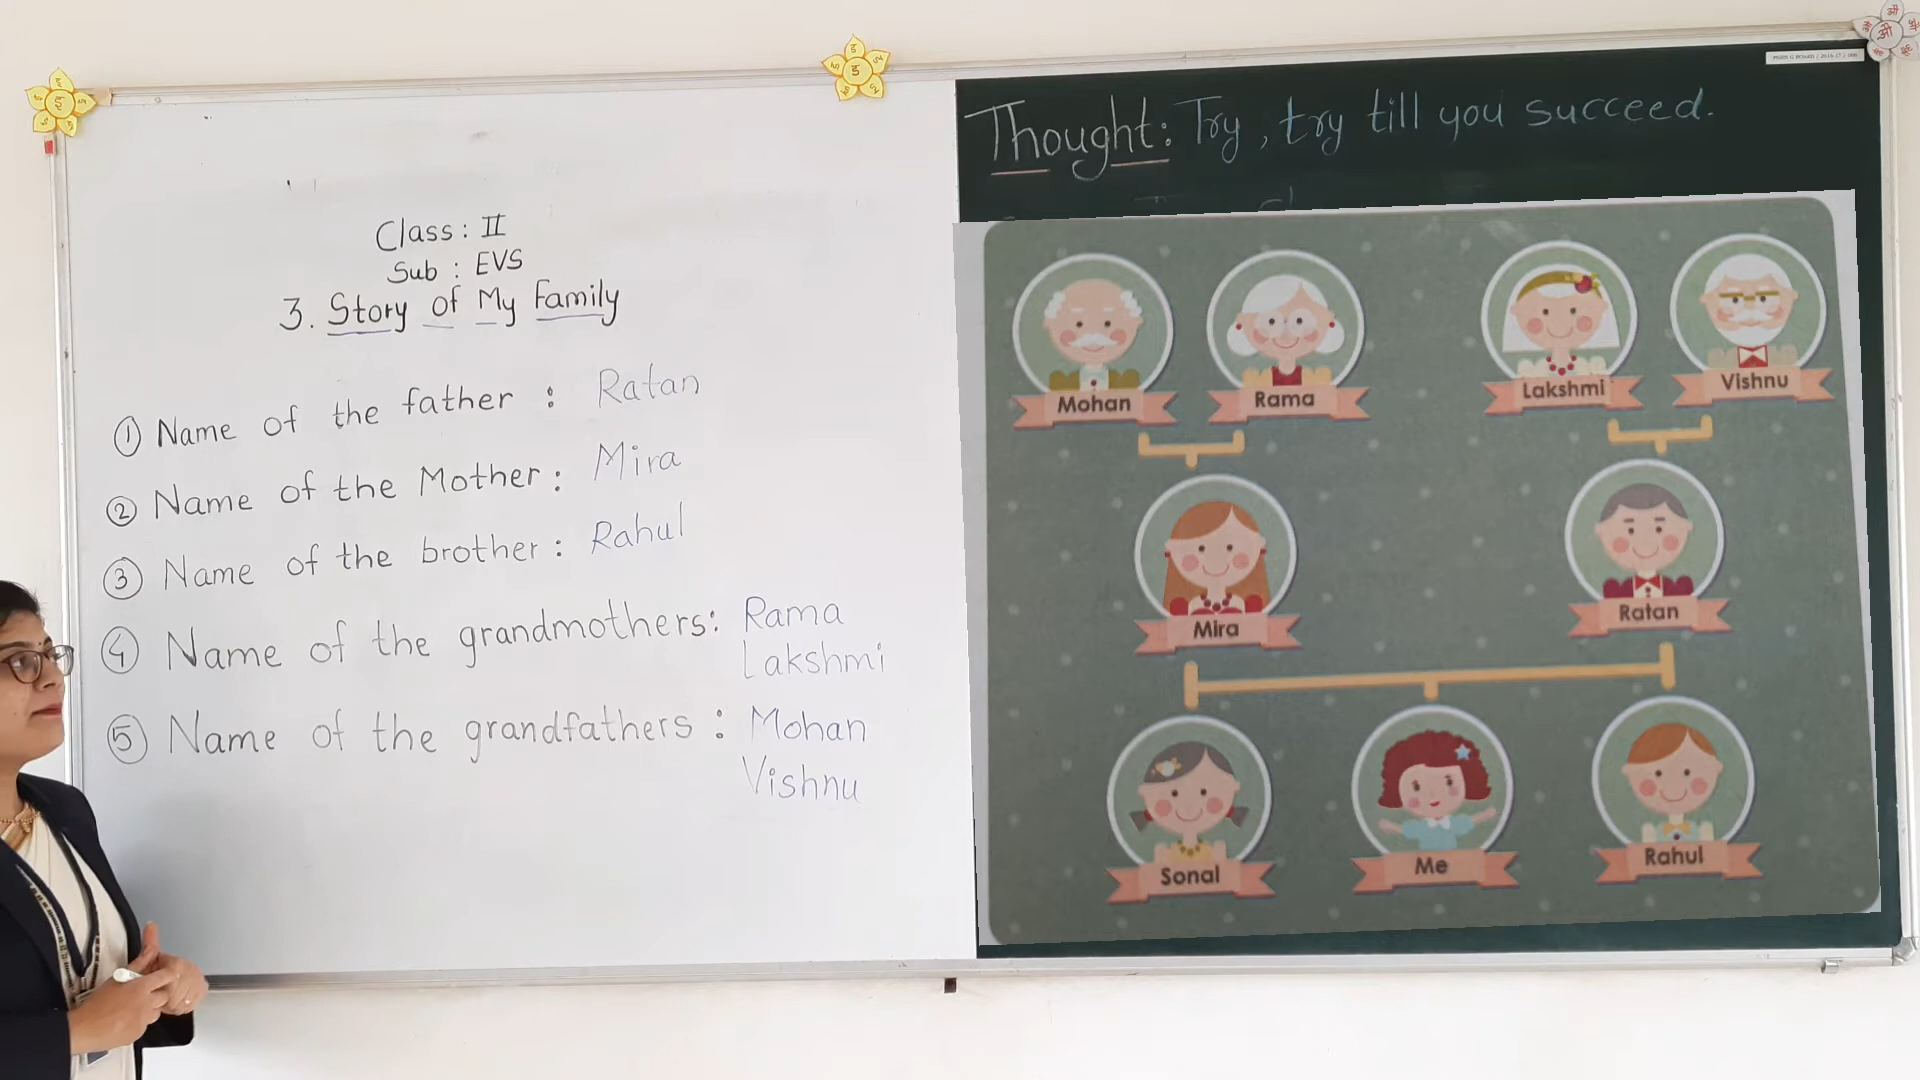 Class : II
Sub : EVS
3. Story of My Family
① Name of the father : Ratan
② Name of the Mother : Mira
③ Name of the brother : Rahul
④ Name of the grandmothers: Rama
Lakshmi
⑤ Name of the grandfathers : Mohan
Vishnu
Thought: Try, try till you succeed.
Mohan
Rama
Lakshmi
Vishnu
Mira
Ratan
Sonal
Me
Rahul
इ
इ
औ